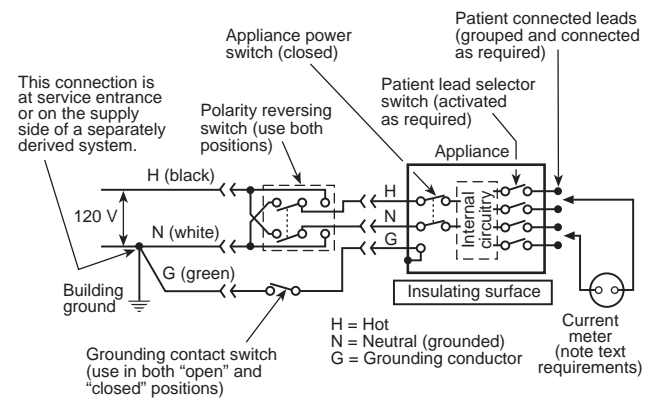 Patient connected leads
(grouped and connected
as required)
Appliance power
switch (closed)
This connection is
at service entrance
or on the supply
side of a separately
derived system.
Patient lead selector
switch (activated
as required)
Polarity reversing
switch (use both
positions)
Appliance
H (black)
H
120 V
N (white)
N
G
Internal
circuitry
G (green)
Building
ground
Insulating surface
H = Hot
N = Neutral (grounded)
G = Grounding conductor
Current
meter
(note text
requirements)
Grounding contact switch
(use in both “open” and
“closed” positions)